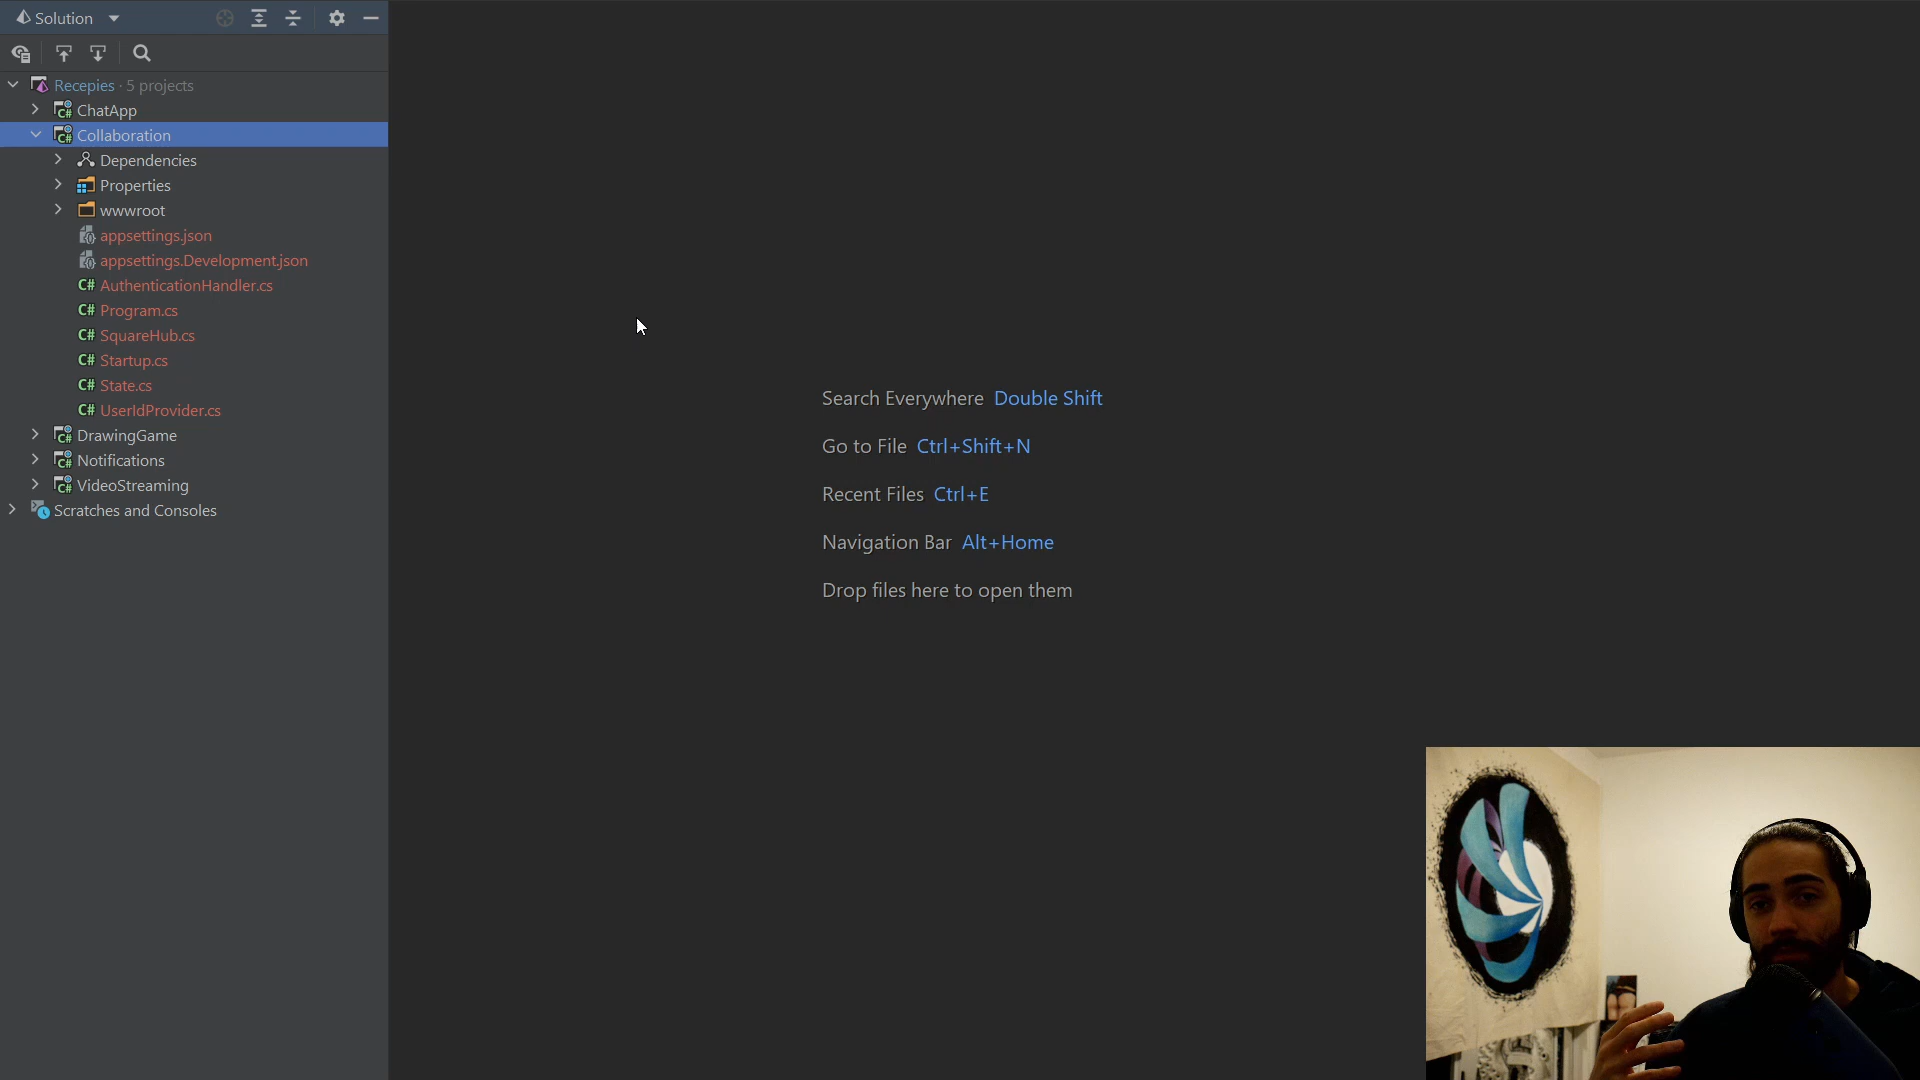 Solution
Recepies · 5 projects
C# ChatApp
C# Collaboration
Dependencies
Properties
wwwroot
appsettings.json
appsettings.Development.json
C# AuthenticationHandler.cs
C# Program.cs
C# SquareHub.cs
C# Startup.cs
C# State.cs
C# UserIdProvider.cs
C# DrawingGame
C# Notifications
C# VideoStreaming
Scratches and Consoles
Search Everywhere Double Shift
Go to File Ctrl+Shift+N
Recent Files Ctrl+E
Navigation Bar Alt+Home
Drop files here to open them